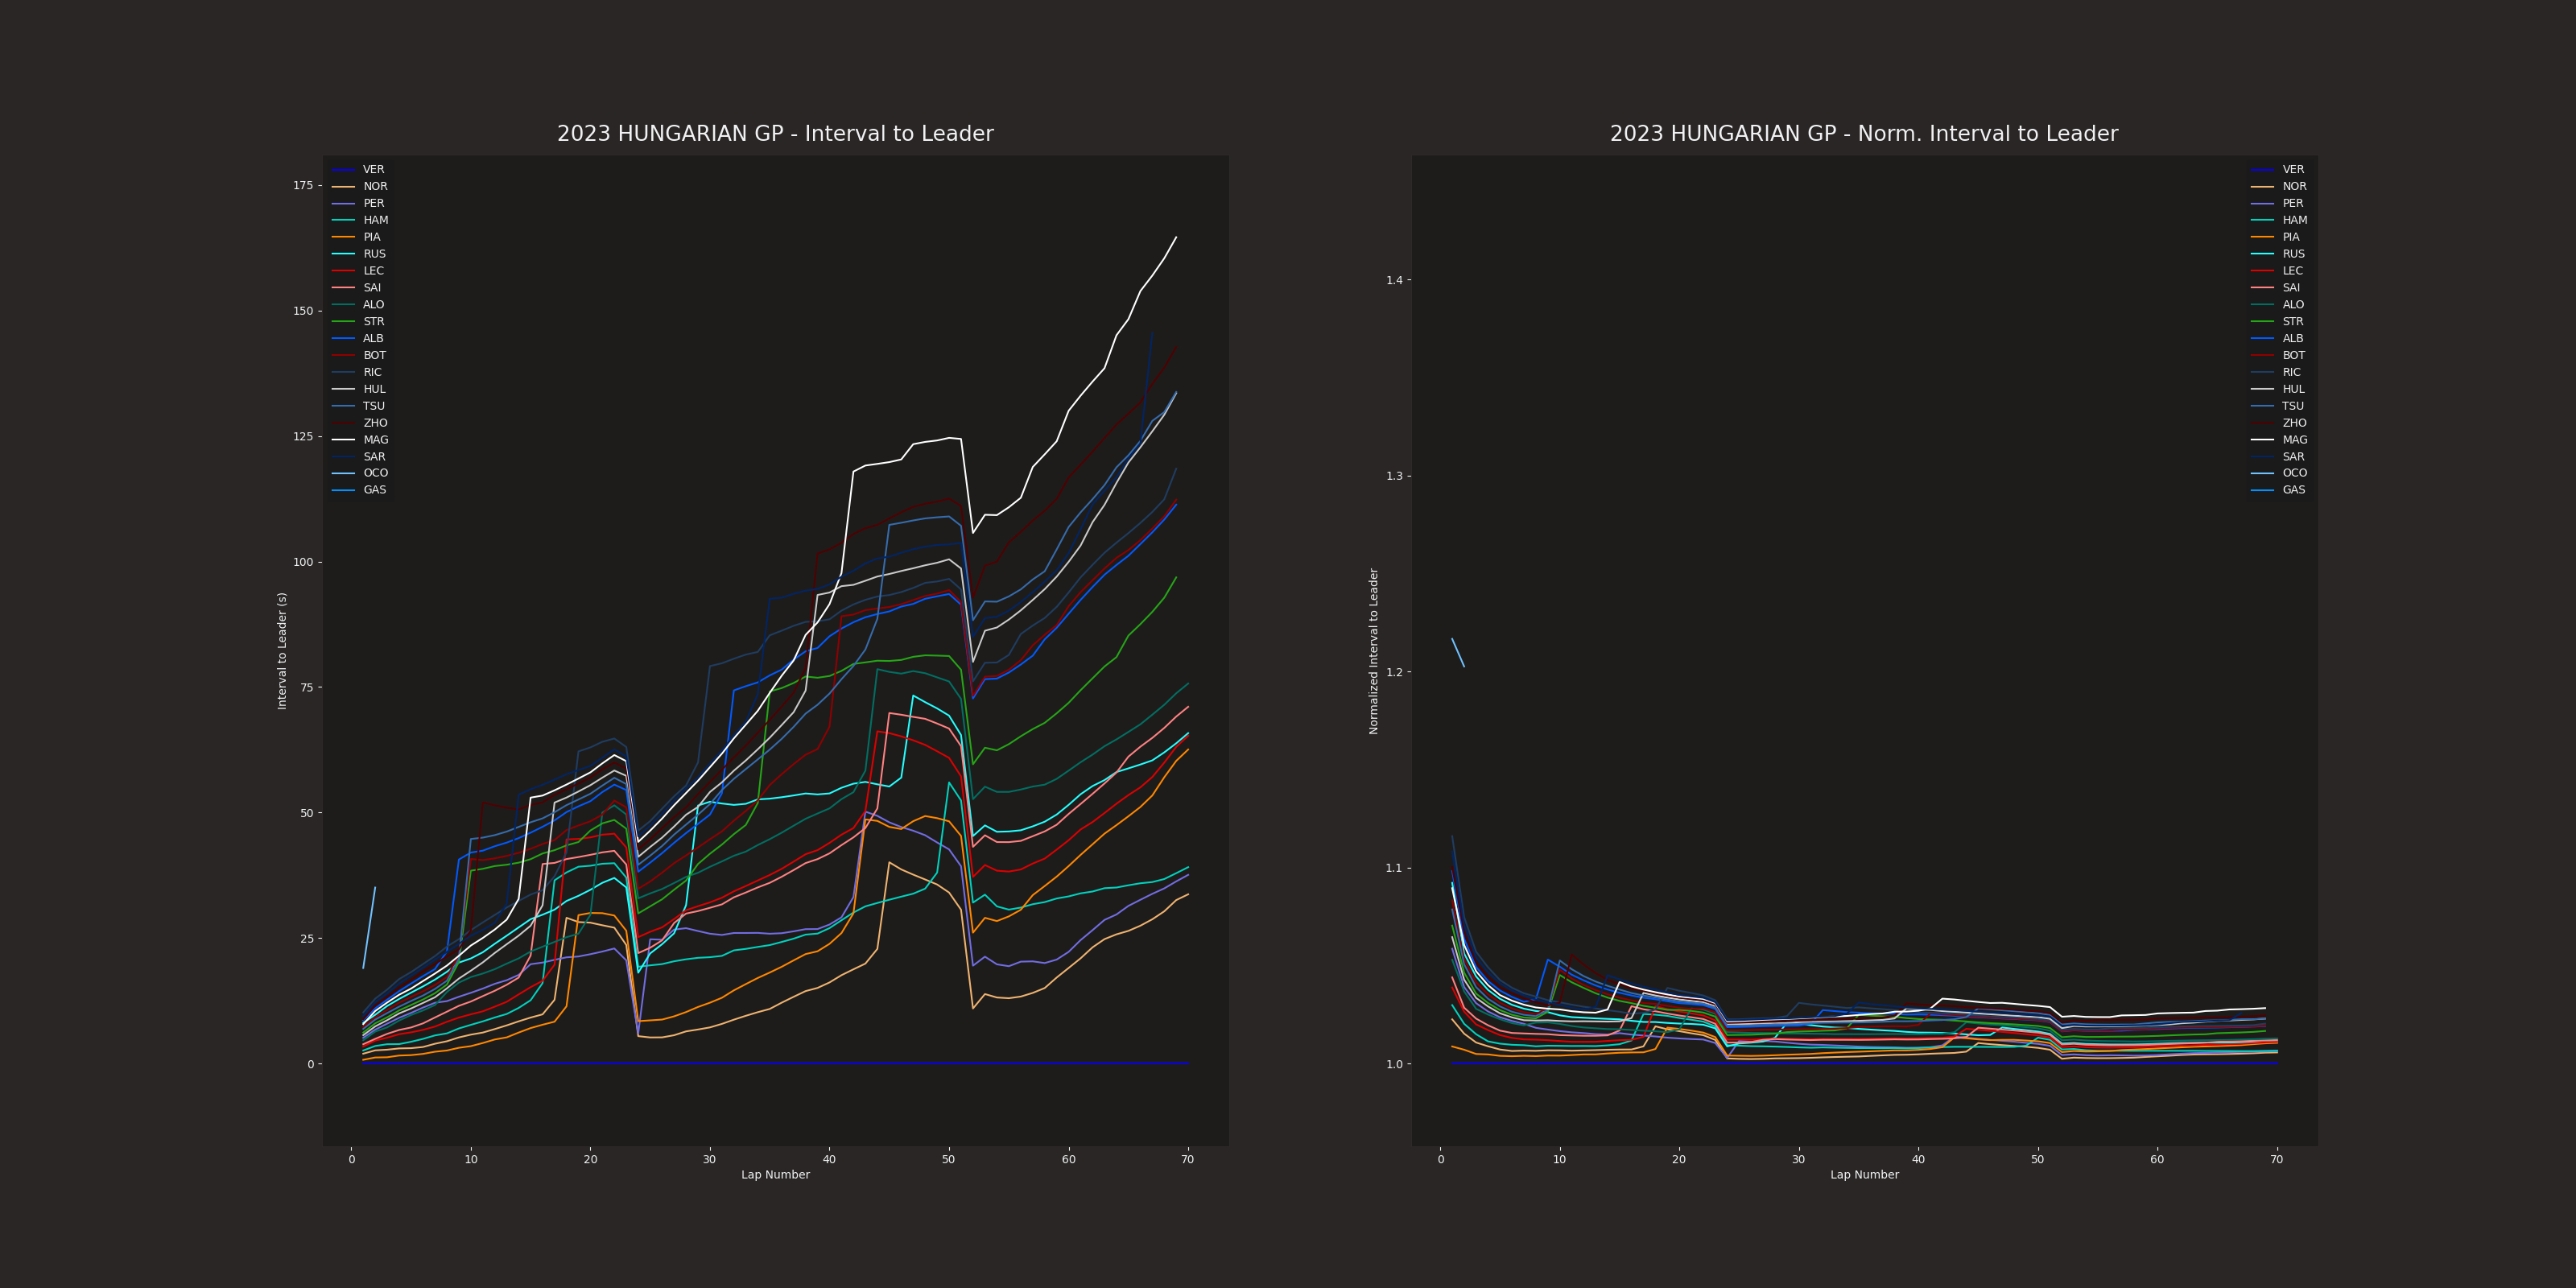 2023 HUNGARIAN GP - Interval to Leader
175
150
125
100
75
50
25
0
Interval to Leader (s)
VER
NOR
PER
HAM
PIA
RUS
LEC
SAI
ALO
STR
ALB
BOT
RIC
HUL
TSU
ZHO
MAG
SAR
OCO
GAS
0 10 20 30 40 50 60 70
Lap Number
2023 HUNGARIAN GP - Norm. Interval to Leader
1.4
1.3
1.2
1.1
1.0
Normalized Interval to Leader
VER
NOR
PER
HAM
PIA
RUS
LEC
SAI
ALO
STR
ALB
BOT
RIC
HUL
TSU
ZHO
MAG
SAR
OCO
GAS
0 10 20 30 40 50 60 70
Lap Number